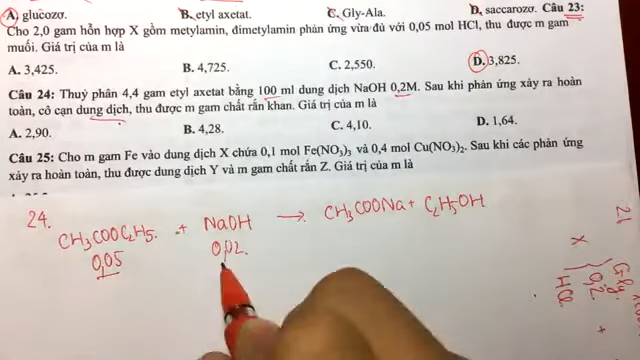 A. glucozơ. B. etyl axetat. C. Gly-Ala. D. saccarozơ. Câu 23:
Cho 2,0 gam hỗn hợp X gồm metylamin, đimetylamin phản ứng vừa đủ với 0,05 mol HCl, thu được m gam
muối. Giá trị của m là
A. 3,425. B. 4,725. C. 2,550. D. 3,825.
Câu 24: Thuỷ phân 4,4 gam etyl axetat bằng 100 ml dung dịch NaOH 0,2M. Sau khi phản ứng xảy ra hoàn
toàn, cô cạn dung dịch, thu được m gam chất rắn khan. Giá trị của m là
A. 2,90. B. 4,28. C. 4,10. D. 1,64.
Câu 25: Cho m gam Fe vào dung dịch X chứa 0,1 mol Fe(NO3)3 và 0,4 mol Cu(NO3)2. Sau khi các phản ứng
xảy ra hoàn toàn, thu được dung dịch Y và m gam chất rắn Z. Giá trị của m là
24. CH3COOC2H5 + NaOH → CH3COONa + C2H5OH
0,05 0,02
21
X
Gly
0,2
HCl
+